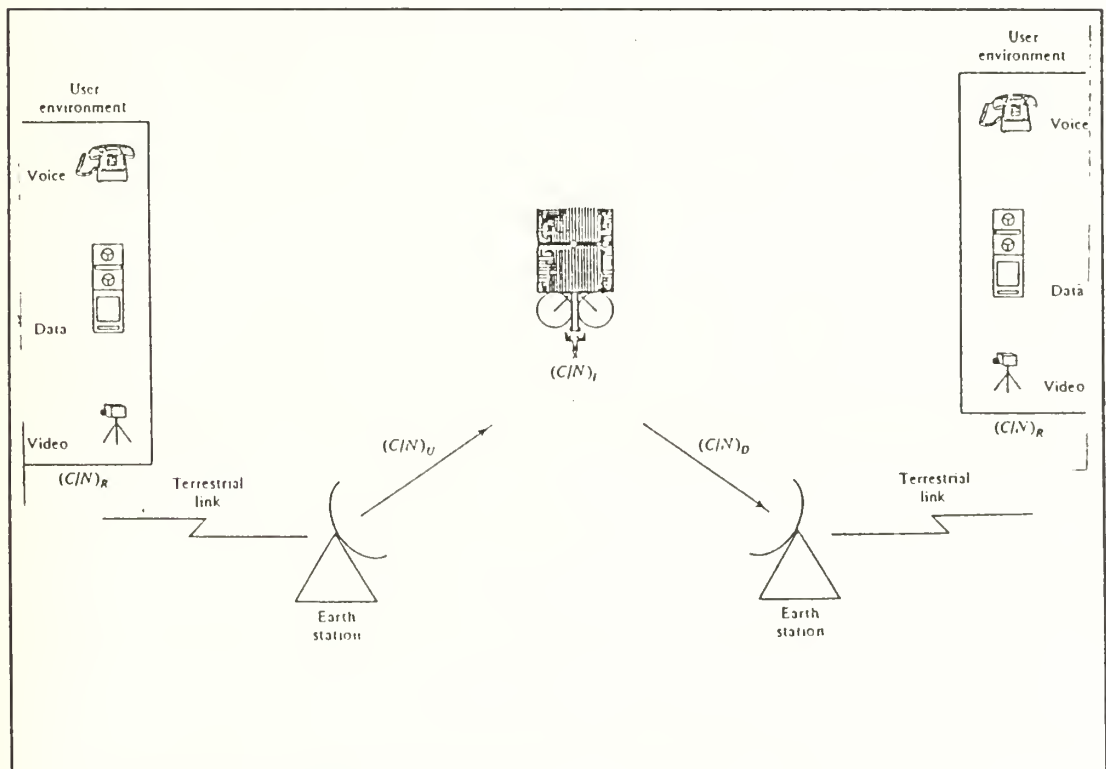 User
environment
Voice
Data
Video
(C/N)R
Terrestrial
link
Earth
station
(C/N)U
(C/N)I
(C/N)D
Earth
station
Terrestrial
link
User
environment
Voice
Data
Video
(C/N)R